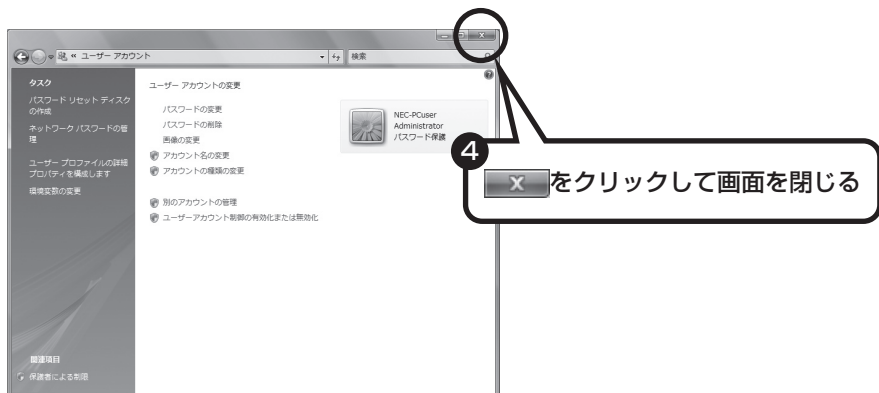 « ユーザー アカウント
検索
タスク
パスワード リセット ディスク
の作成
ネットワーク パスワードの管
理
ユーザー プロファイルの詳細
プロパティを構成します
環境変数の変更
関連項目
保護者による制限
ユーザー アカウントの変更
パスワードの変更
パスワードの削除
画像の変更
アカウント名の変更
アカウントの種類の変更
別のアカウントの管理
ユーザーアカウント制御の有効化または無効化
NEC-PCuser
Administrator
パスワード保護
4
xをクリックして画面を閉じる